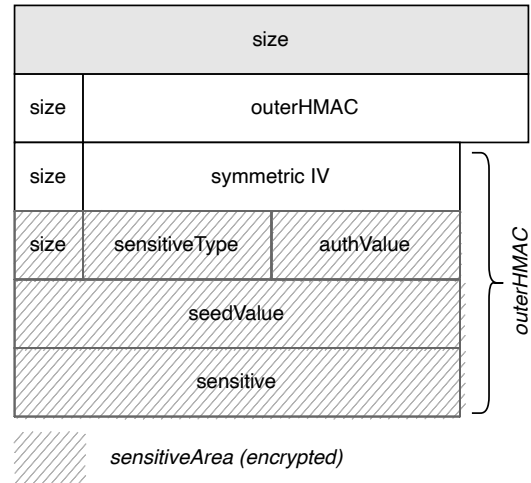 size
size outerHMAC
size symmetric IV
size sensitiveType authValue
seedValue
sensitive
outerHMAC
sensitiveArea (encrypted)